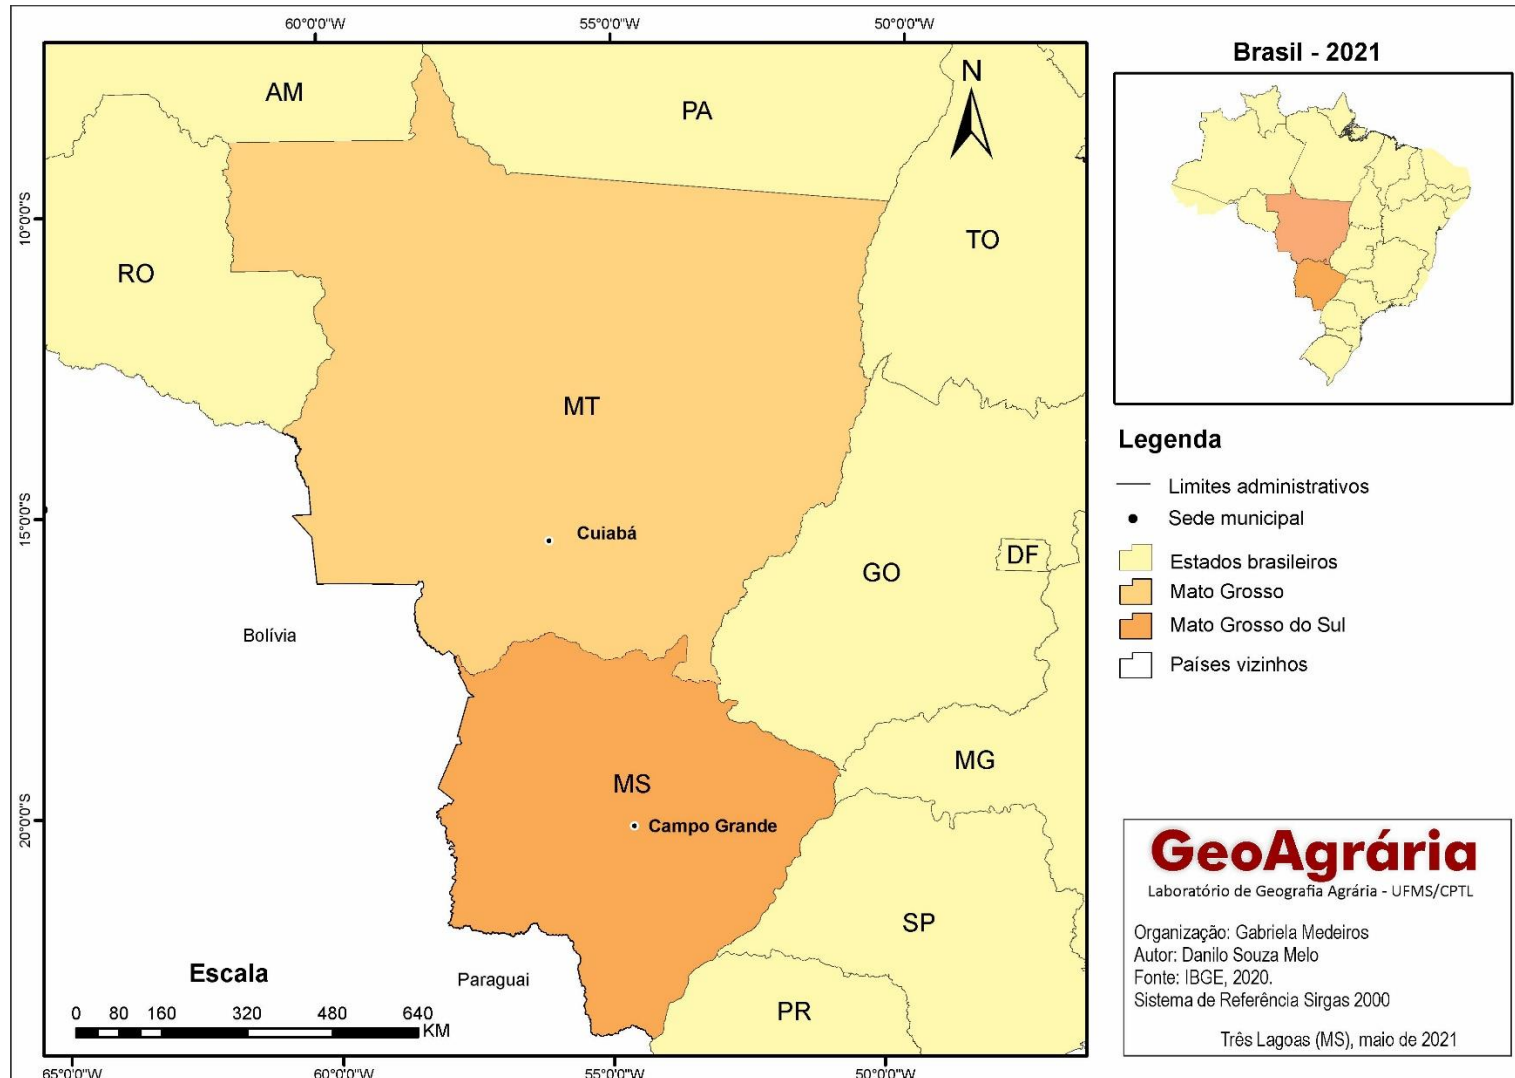 60°0'0"W
55°0'0"W
50°0'0"W
Brasil - 2021
N
AM
PA
10°0'0"S
TO
RO
MT
Legenda
Limites administrativos
Sede municipal
15°0'0"S
Cuiabá
GO
DF
Estados brasileiros
Mato Grosso
Bolívia
Mato Grosso do Sul
Países vizinhos
MG
MS
20°0'0"S
Campo Grande
GeoAgrária
Laboratório de Geografia Agrária - UFMS/CPTL
SP
Organização: Gabriela Medeiros
Autor: Danilo Souza Melo
Fonte: IBGE, 2020.
Sistema de Referência Sirgas 2000
Três Lagoas (MS), maio de 2021
Escala
Paraguai
PR
0 80 160 320 480 640
KM
65°0'0"W
60°0'0"W
55°0'0"W
50°0'0"W